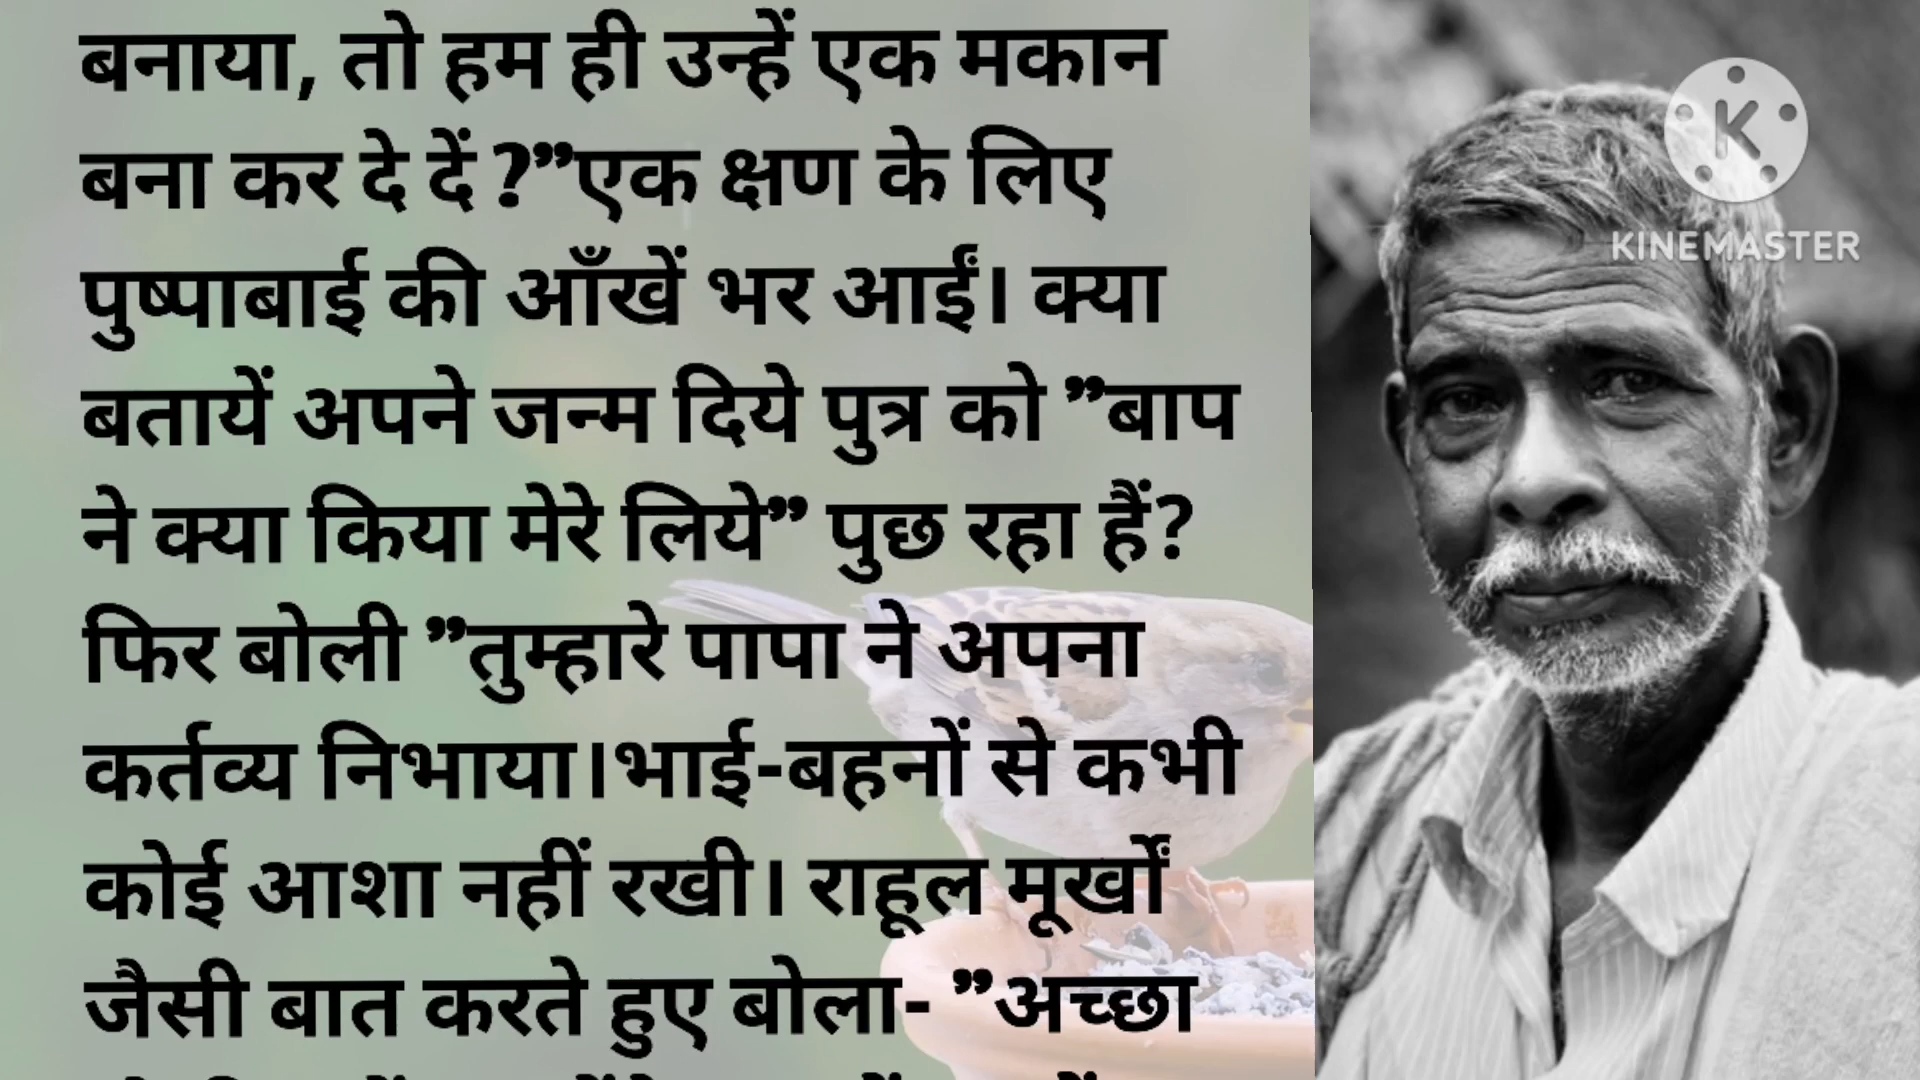 बनाया, तो हम ही उन्हें एक मकान
बना कर दे दें ?”एक क्षण के लिए
पुष्पाबाई की आँखें भर आईं। क्या
बतायें अपने जन्म दिये पुत्र को ”बाप
ने क्या किया मेरे लिये” पुछ रहा हैं?
फिर बोली ”तुम्हारे पापा ने अपना
कर्तव्य निभाया।भाई-बहनों से कभी
कोई आशा नहीं रखी। राहूल मूर्खों
जैसी बात करते हुए बोला- ”अच्छा
K
KINEMASTER